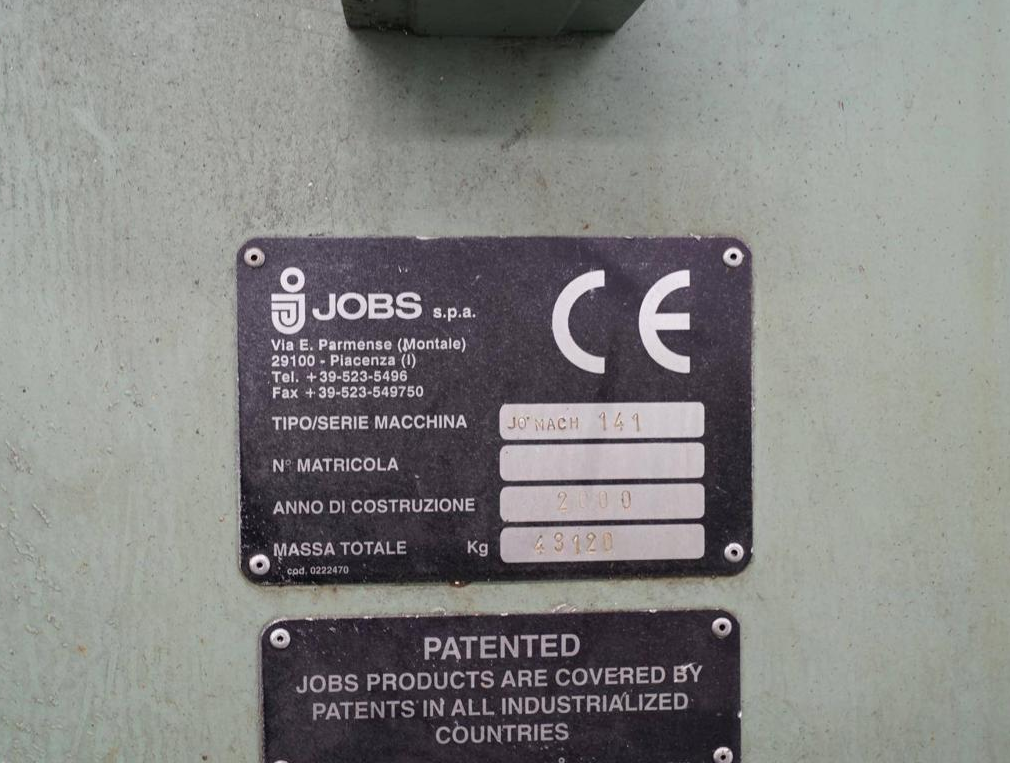 JOBS s.p.a.
Via E. Parmense (Montale)
29100 - Piacenza (I)
Tel. +39-523-5496
Fax +39-523-549750
CE
TIPO/SERIE MACCHINA JO'MACH 141
N° MATRICOLA
ANNO DI COSTRUZIONE 2000
MASSA TOTALE Kg 43120
cod. 0222470
PATENTED
JOBS PRODUCTS ARE COVERED BY
PATENTS IN ALL INDUSTRIALIZED
COUNTRIES